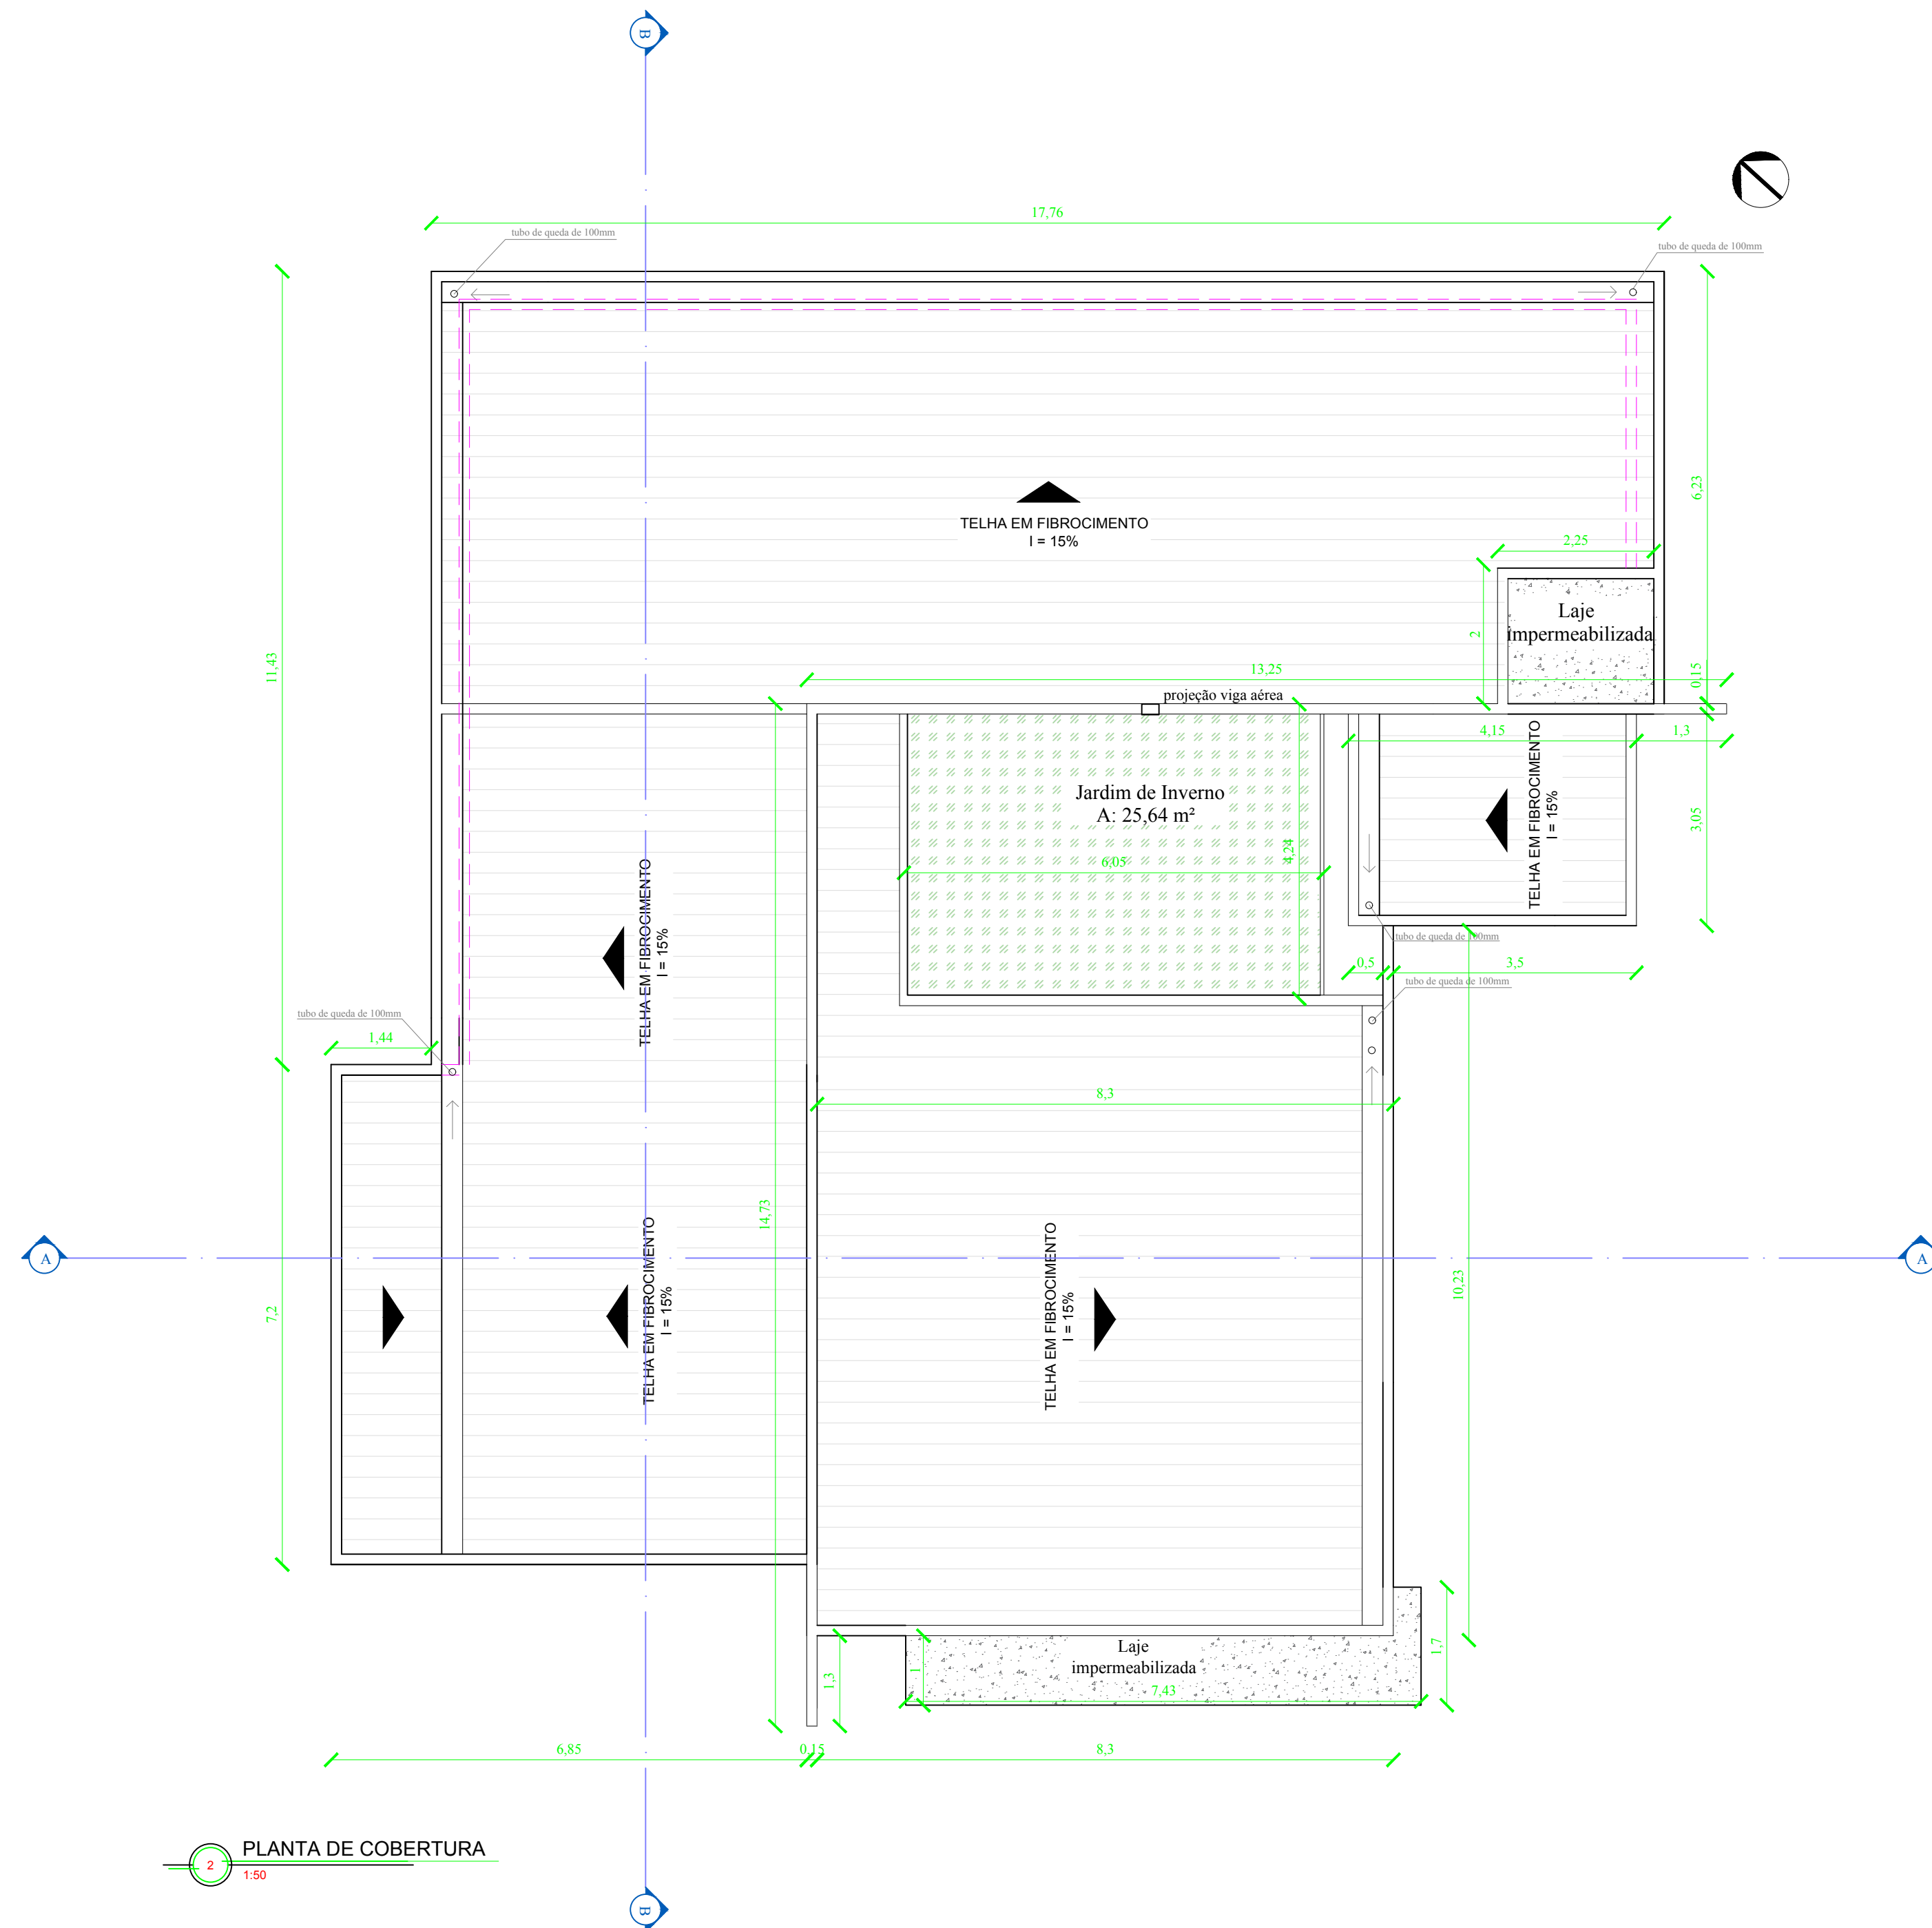 B
17,76
tubo de queda de 100mm
tubo de queda de 100mm
6,23
TELHA EM FIBROCIMENTO
I = 15%
2,25
Laje
impermeabilizada
2
11,43
13,25
0,15
projeção viga aérea
4,15
1,3
Jardim de Inverno
A: 25,64 m²
TELHA EM FIBROCIMENTO
I = 15%
3,05
6,05
4,24
TELHA EM FIBROCIMENTO
I = 15%
tubo de queda de 100mm
0,5
3,5
tubo de queda de 100mm
tubo de queda de 100mm
1,44
8,3
14,73
A
A
10,23
7,2
TELHA EM FIBROCIMENTO
I = 15%
TELHA EM FIBROCIMENTO
I = 15%
Laje
impermeabilizada
1,3
1
1,7
7,43
6,85
0,15
8,3
PLANTA DE COBERTURA
2
1:50
B